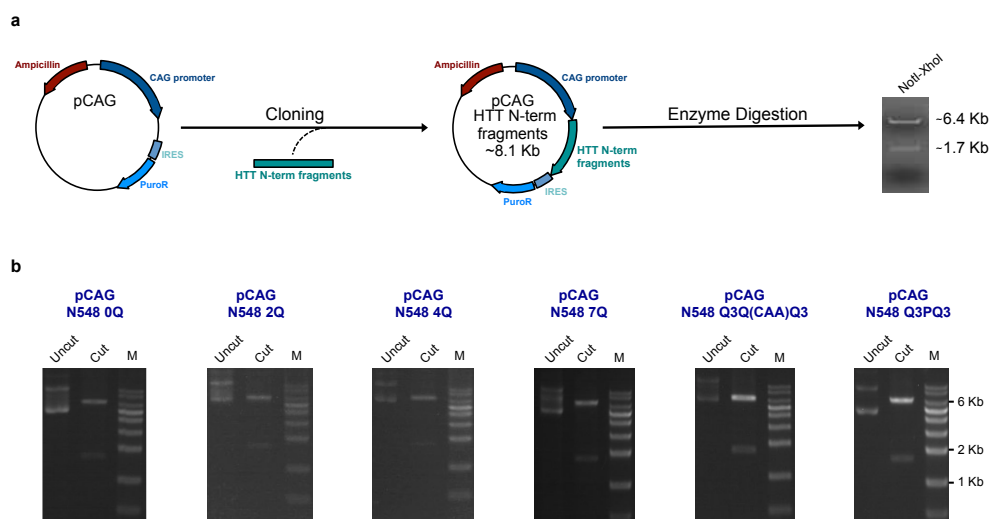 a
Ampicillin
CAG promoter
pCAG
IRES
PuroR
Cloning
HTT N-term fragments
Ampicillin
CAG promoter
pCAG
HTT N-term
fragments
~8.1 Kb
HTT N-term
fragments
IRES
PuroR
Enzyme Digestion
NotI-XhoI
~6.4 Kb
~1.7 Kb
b
pCAG
N548 0Q
Uncut Cut M
pCAG
N548 2Q
Uncut Cut M
pCAG
N548 4Q
Uncut Cut M
pCAG
N548 7Q
Uncut Cut M
pCAG
N548 Q3Q(CAA)Q3
Uncut Cut M
pCAG
N548 Q3PQ3
Uncut Cut M
6 Kb
2 Kb
1 Kb